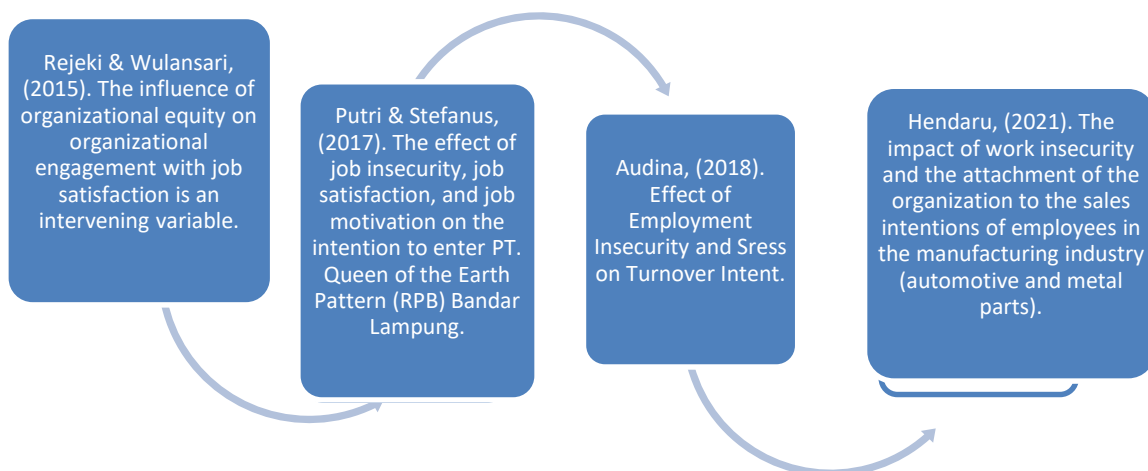 Rejeki & Wulansari,
(2015). The influence of
organizational equity on
organizational
engagement with job
satisfaction is an
intervening variable.
Putri & Stefanus,
(2017). The effect of
job insecurity, job
satisfaction, and job
motivation on the
intention to enter PT.
Queen of the Earth
Pattern (RPB) Bandar
Lampung.
Audina, (2018).
Effect of
Employment
Insecurity and Sress
on Turnover Intent.
Hendaru, (2021). The
impact of work insecurity
and the attachment of the
organization to the sales
intentions of employees in
the manufacturing industry
(automotive and metal
parts).